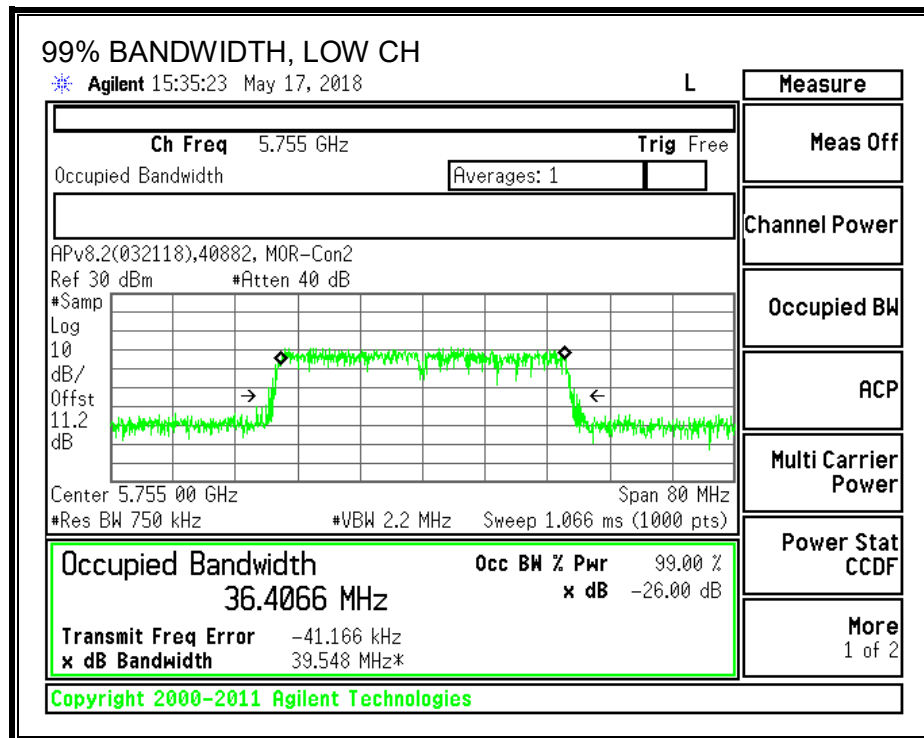 99% BANDWIDTH, LOW CH
Agilent 15:35:23 May 17, 2018 L
Measure
Ch Freq 5.755 GHz Trig Free
Meas Off
Occupied Bandwidth Averages: 1
Channel Power
APv8.2(032118),40882, MOR-Con2
Ref 30 dBm #Atten 40 dB
#Samp
Log
10
dB/
Offst
11.2
dB
Occupied BW
ACP
Multi Carrier
Power
Center 5.755 00 GHz Span 80 MHz
#Res BW 750 kHz #VBW 2.2 MHz Sweep 1.066 ms (1000 pts)
Power Stat
CCDF
Occupied Bandwidth Occ BW % Pwr 99.00 %
36.4066 MHz x dB -26.00 dB
Transmit Freq Error -41.166 kHz
x dB Bandwidth 39.548 MHz*
More
1 of 2
Copyright 2000-2011 Agilent Technologies